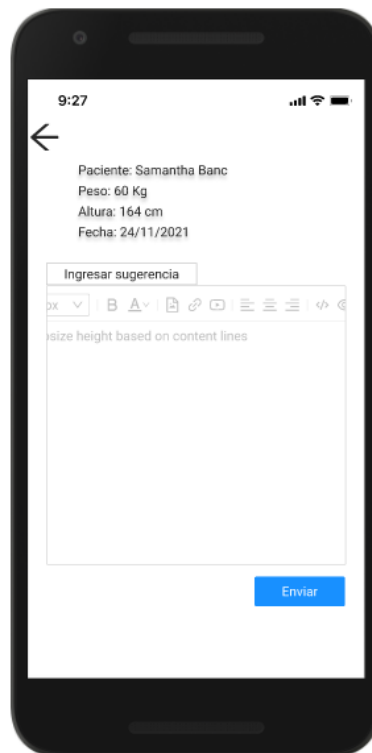 9:27
Paciente: Samantha Banc
Peso: 60 Kg
Altura: 164 cm
Fecha: 24/11/2021
Ingresar sugerencia
B A
height based on content lines
Enviar